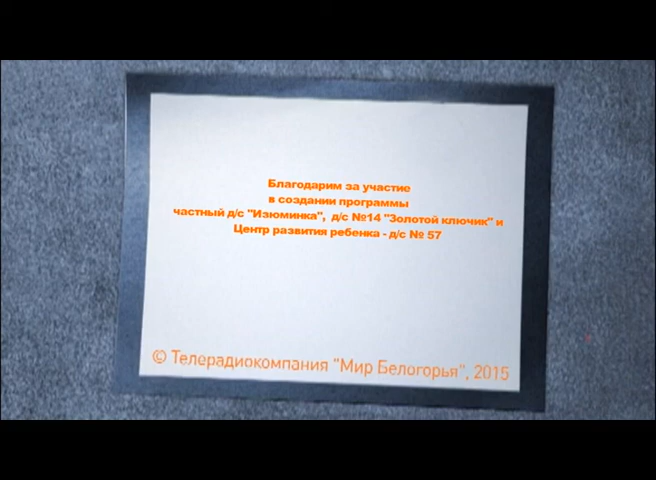 Благодарим за участие
в создании программы
частный д/с "Изюминка", д/с №14 "Золотой ключик" и
Центр развития ребенка - д/с № 57
© Телерадиокомпания "Мир Белогорья", 2015